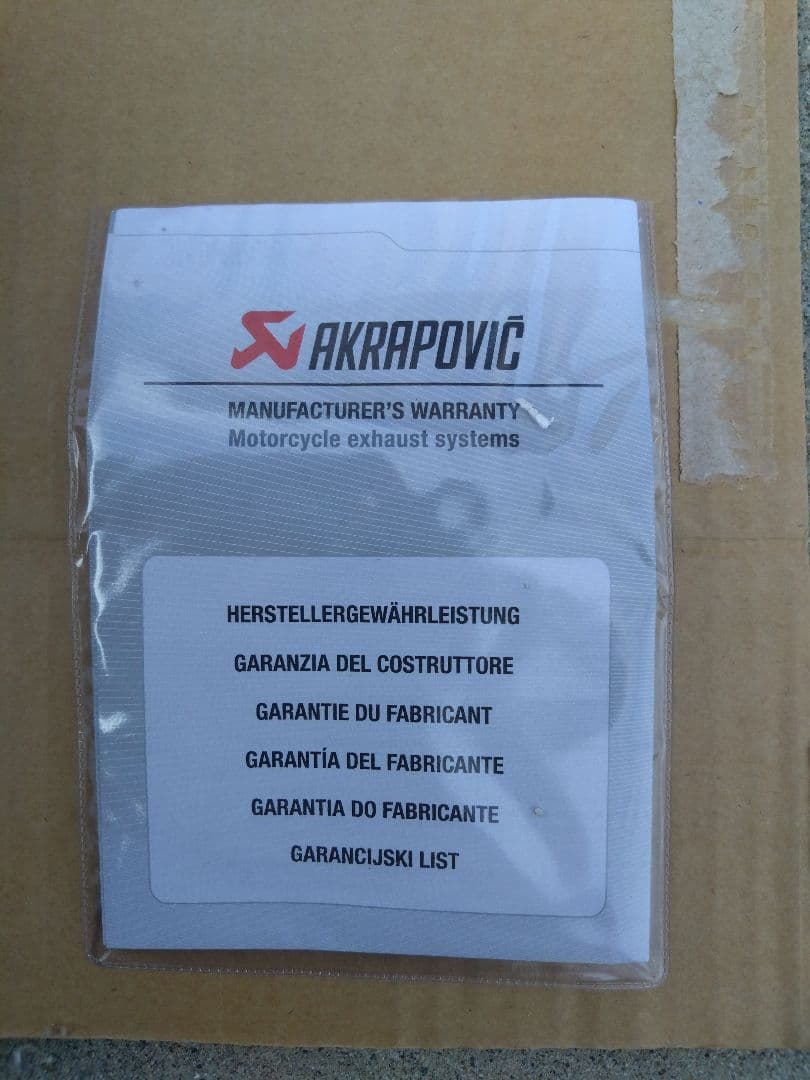 AKRAPOVIČ
MANUFACTURER'S WARRANTY
Motorcycle exhaust systems
HERSTELLERGEWÄHRLEISTUNG
GARANZIA DEL COSTRUTTORE
GARANTIE DU FABRICANT
GARANTÍA DEL FABRICANTE
GARANTIA DO FABRICANTE
GARANCIJSKI LIST